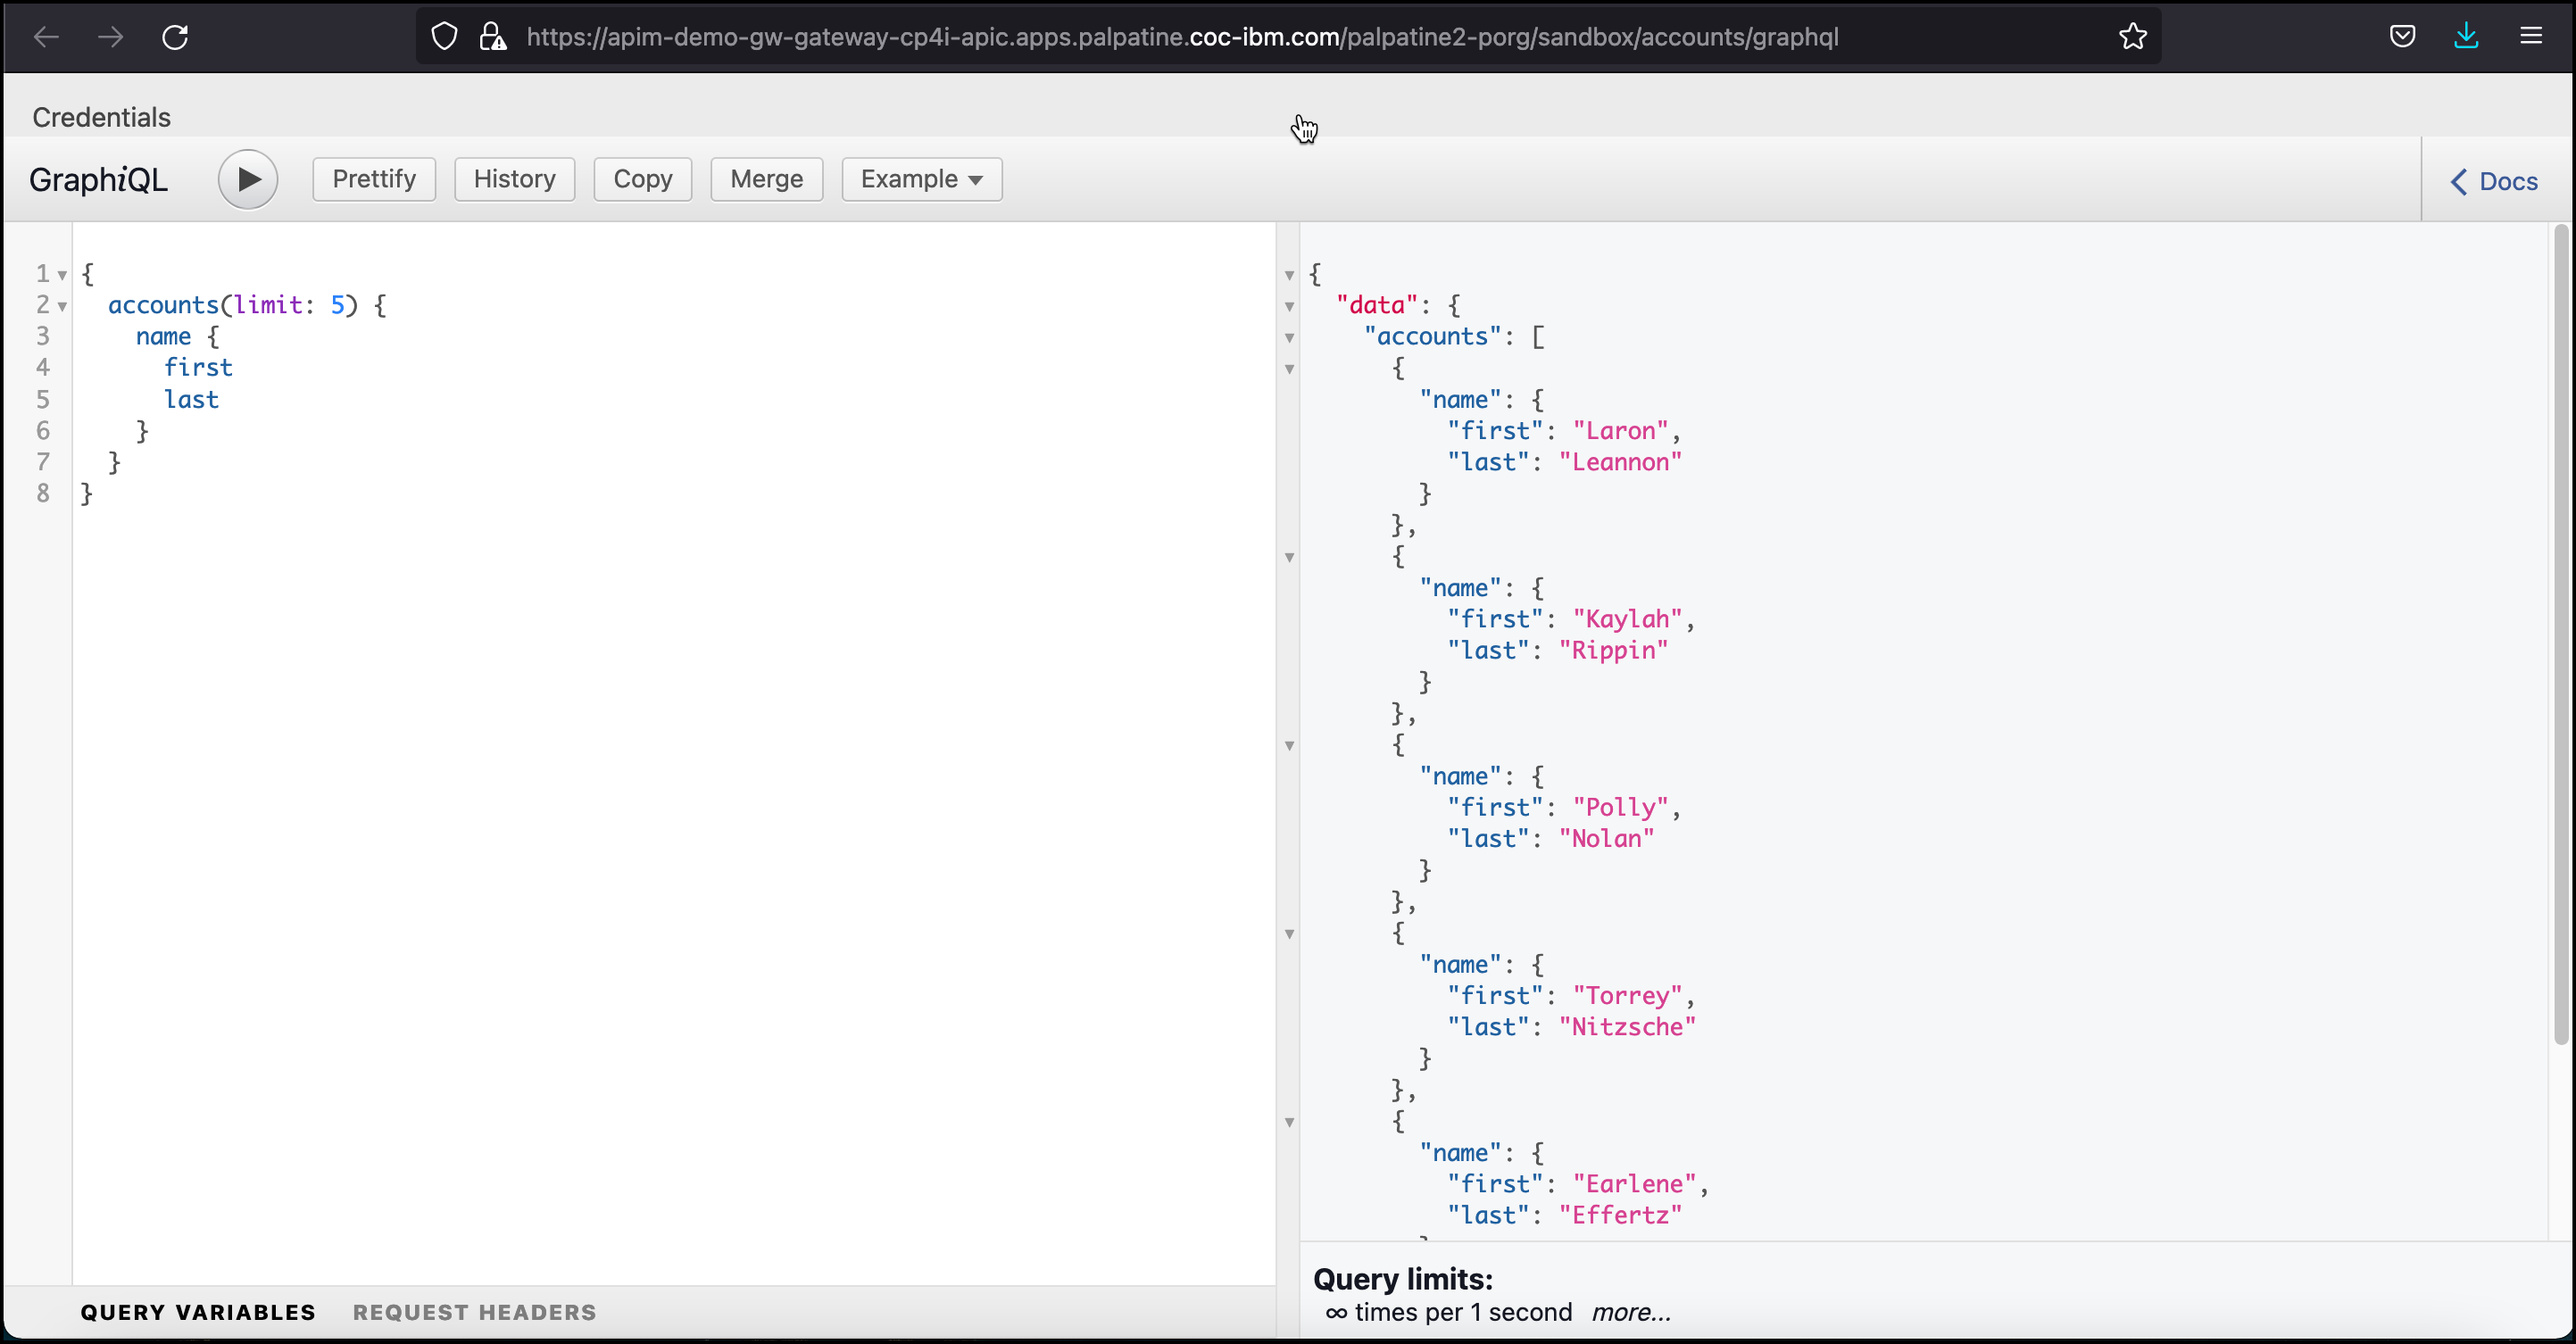 https://apim-demo-gw-gateway-cp4i-apic.apps.palpatine.coc-ibm.com/palpatine2-porg/sandbox/accounts/graphql
Credentials
GraphiQL Prettify History Copy Merge Example Docs
1 {
2 accounts(limit: 5) {
3 name {
4 first
5 last
6 }
7 }
8 }
{
"data": {
"accounts": [
{
"name": {
"first": "Laron",
"last": "Leannon"
}
},
{
"name": {
"first": "Kaylah",
"last": "Rippin"
}
},
{
"name": {
"first": "Polly",
"last": "Nolan"
}
},
{
"name": {
"first": "Torrey",
"last": "Nitzsche"
}
},
{
"name": {
"first": "Earlene",
"last": "Effertz"
QUERY VARIABLES REQUEST HEADERS
Query limits:
∞ times per 1 second more...